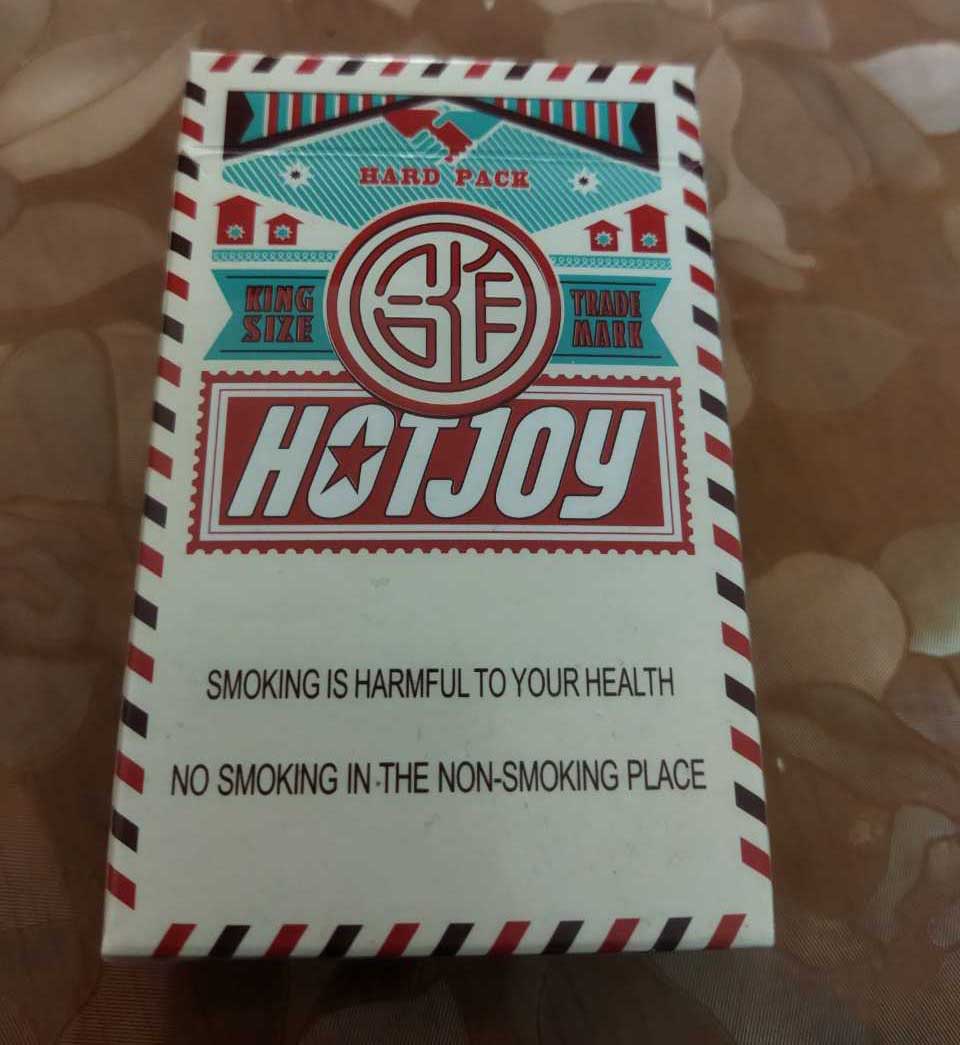 HARD PACK
KING
SIZE
TRADE
MARK
HOTJOY
SMOKING IS HARMFUL TO YOUR HEALTH
NO SMOKING IN THE NON-SMOKING PLACE